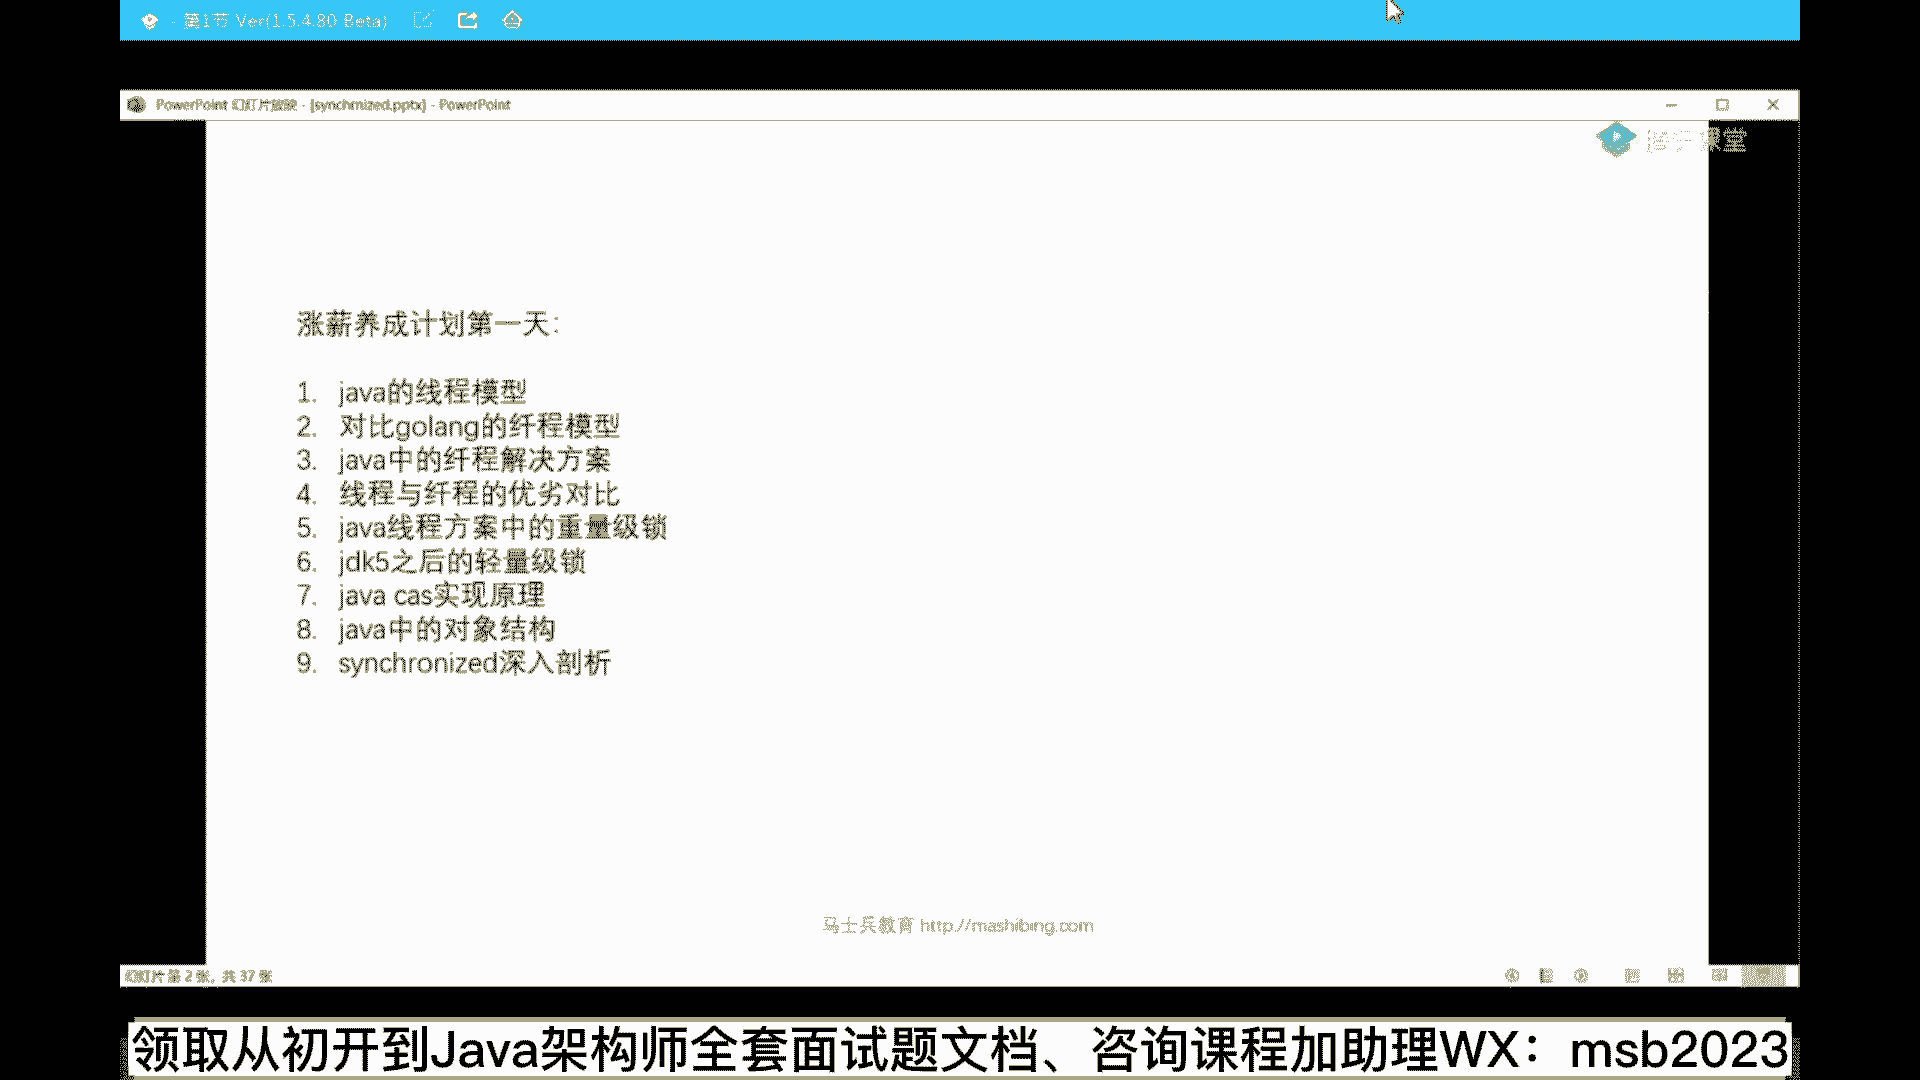 - 第1节 Ver(1.5.4.80 Beta)
PowerPoint 幻灯片放映 - [synchrnized.pptx] - PowerPoint
腾讯课堂
涨薪养成计划第一天:
1. java的线程模型
2. 对比golang的纤程模型
3. java中的纤程解决方案
4. 线程与纤程的优劣对比
5. java线程方案中的重量级锁
6. jdk5之后的轻量级锁
7. java cas实现原理
8. java中的对象结构
9. synchronized深入剖析
马士兵教育 http://mashibing.com
幻灯片 第 2 张，共 37 张
领取从初开到Java架构师全套面试题文档、咨询课程加助理WX：msb2023